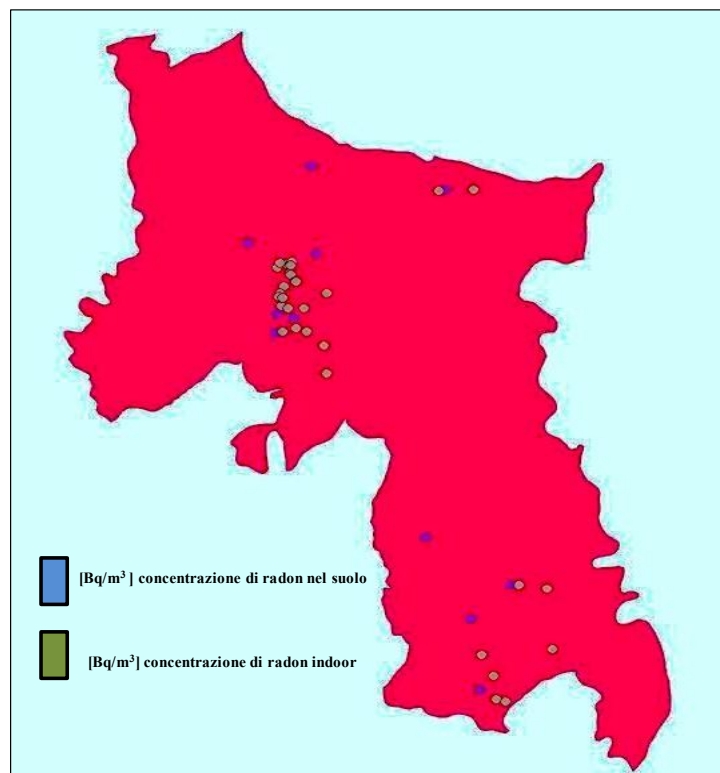 [Bq/m³ ] concentrazione di radon nel suolo
[Bq/m³] concentrazione di radon indoor